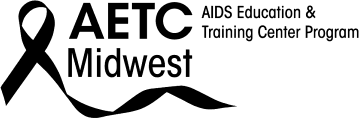 AETC
Midwest
AIDS Education &
Training Center Program